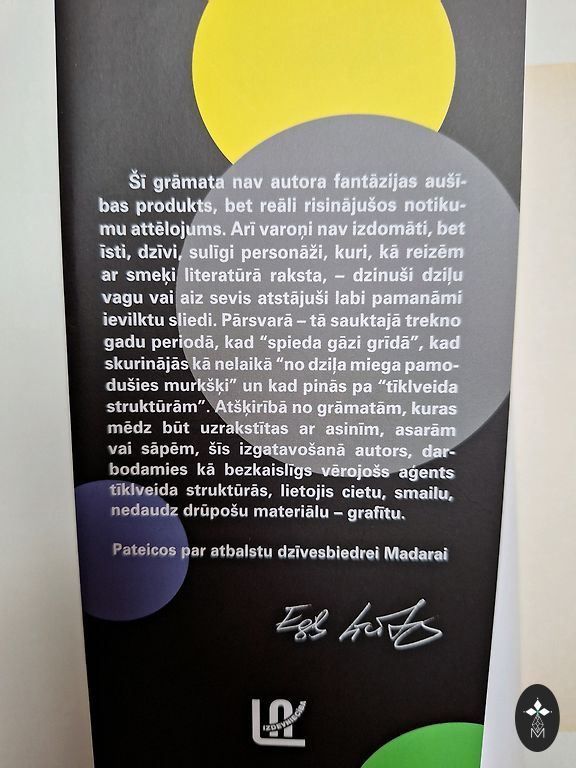 Šī grāmata nav autora fantāzijas aušī-
bas produkts, bet reāli risinājušos notiku-
mu attēlojums. Arī varoņi nav izdomāti, bet
īsti, dzīvi, sulīgi personāži, kuri, kā reizēm
ar smeķi literatūrā raksta, – dzinuši dziļu
vagu vai aiz sevis atstājuši labi pamanāmi
ievilktu sliedi. Pārsvarā – tā sauktajā trekno
gadu periodā, kad “spieda gāzi grīdā”, kad
skurinājās kā nelaikā “no dziļa miega pamo-
dušies murkšķi” un kad pinās pa “tīklveida
struktūrām”. Atšķirībā no grāmatām, kuras
mēdz būt uzrakstītas ar asinīm, asarām
vai sāpēm, šīs izgatavošanā autors, dar-
bodamies kā bezkaislīgs vērojošs aģents
tīklveida struktūrās, lietojis cietu, smailu,
nedaudz drūpošu materiālu – grafītu.
Pateicos par atbalstu dzīvesbiedrei Madarai
LA
IZDEVNIECĪBA
M